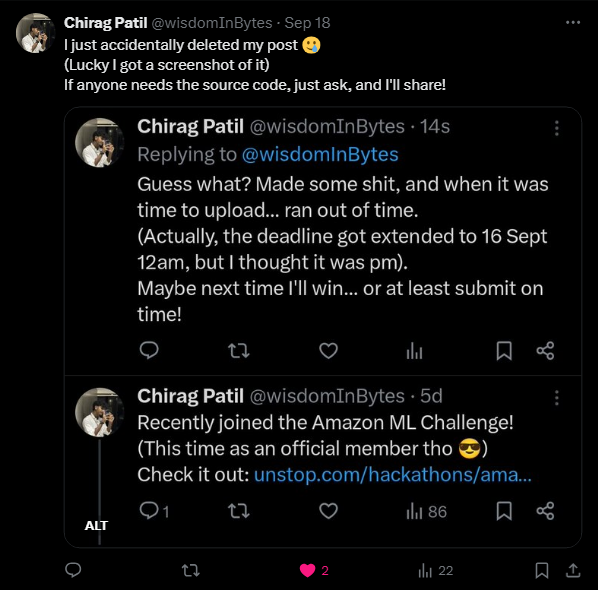 Chirag Patil @wisdomInBytes · Sep 18
I just accidentally deleted my post 🥲
(Lucky I got a screenshot of it)
If anyone needs the source code, just ask, and I'll share!
Chirag Patil @wisdomInBytes · 14s
Replying to @wisdomInBytes
Guess what? Made some shit, and when it was
time to upload... ran out of time.
(Actually, the deadline got extended to 16 Sept
12am, but I thought it was pm).
Maybe next time I'll win... or at least submit on
time!
Chirag Patil @wisdomInBytes · 5d
Recently joined the Amazon ML Challenge!
(This time as an official member tho 😎)
Check it out: unstop.com/hackathons/ama...
1 86
ALT
2 22